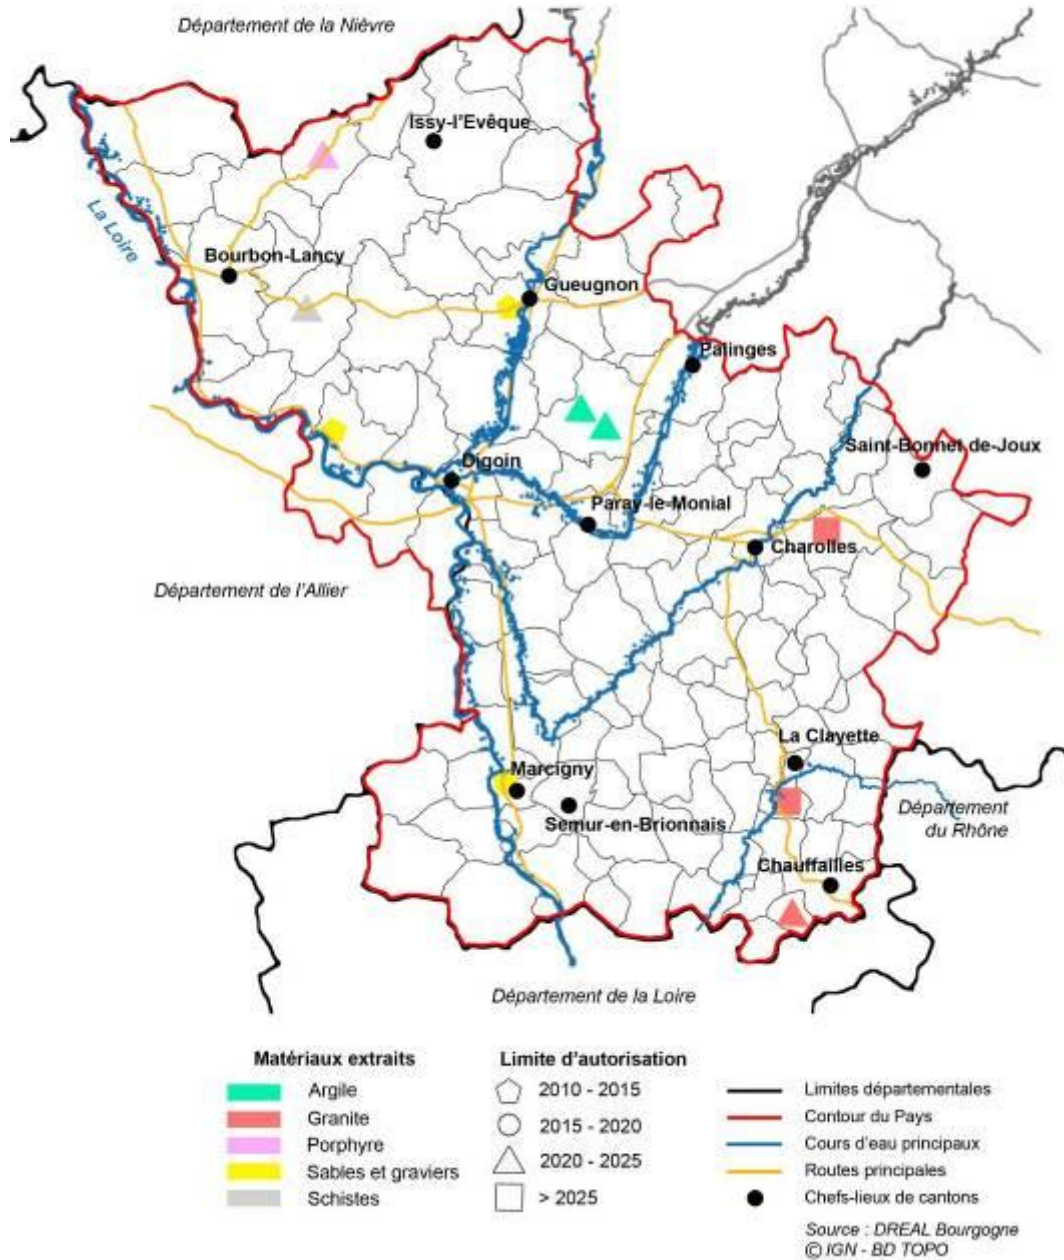 Département de la Nièvre
Issy-l'Evêque
La Loire
Bourbon-Lancy
Gueugnon
Palinges
Saint-Bonnet de-Joux
Digoin
Paray-le-Monial
Charolles
Département de l'Allier
La Clayette
Marcigny
Semur-en-Brionnais
Département
du Rhône
Chauffailles
Département de la Loire
Matériaux extraits
Argile
Granite
Porphyre
Sables et graviers
Schistes
Limite d'autorisation
2010 - 2015
2015 - 2020
2020 - 2025
> 2025
Limites départementales
Contour du Pays
Cours d'eau principaux
Routes principales
Chefs-lieux de cantons
Source : DREAL Bourgogne
© IGN - BD TOPO